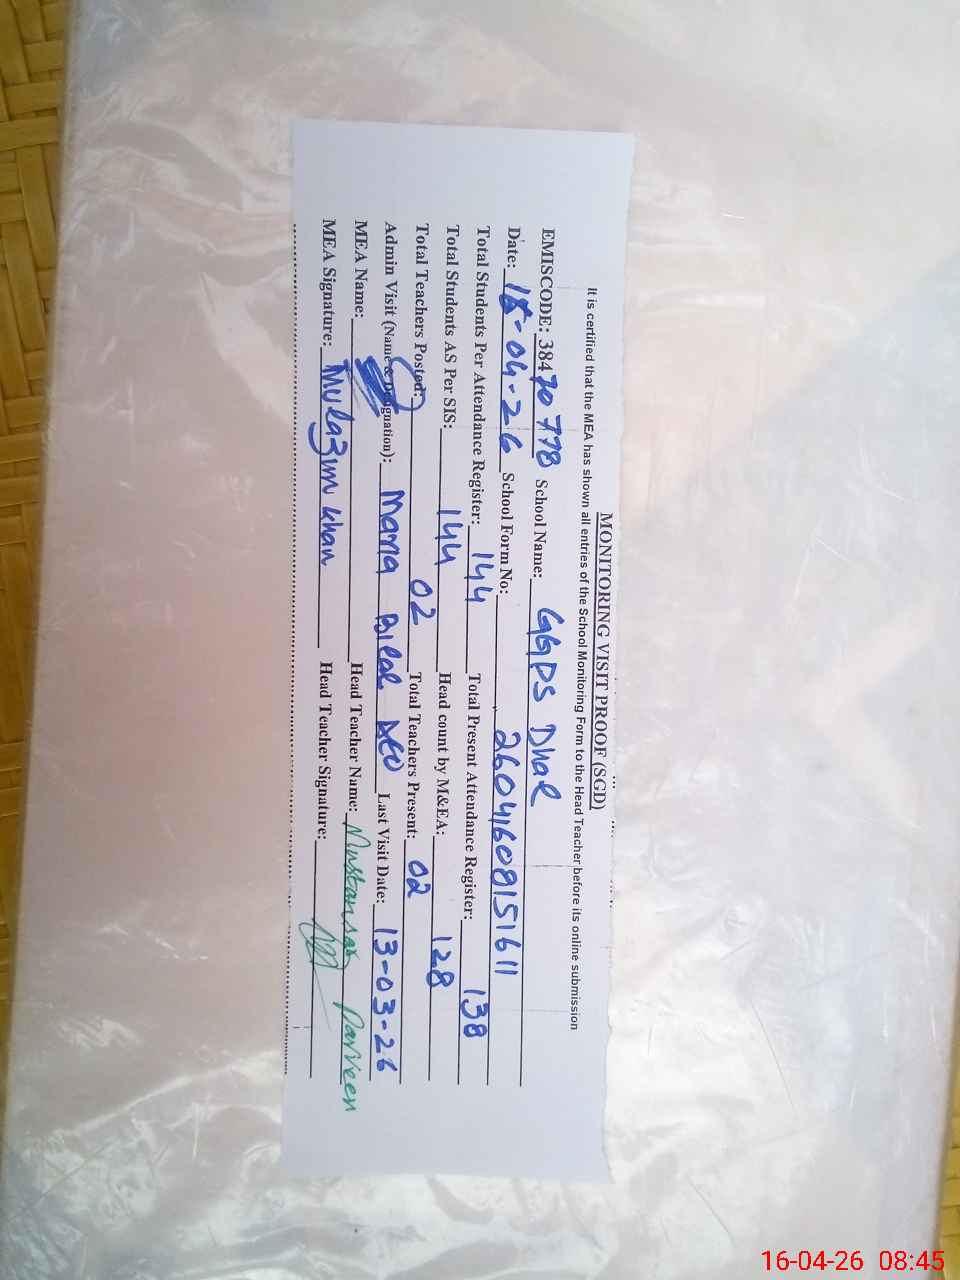 MONITORING VISIT PROOF (SGD)
It is certified that the MEA has shown all entries of the School Monitoring Form to the Head Teacher before its online submission
EMISCODE: 38470778 School Name: GGPS Dhal
Date: 16-04-26 School Form No: 26041608151611
Total Students Per Attendance Register: 144 Total Present Attendance Register: 138
Total Students AS Per SIS: 144 Head count by M&EA: 128
Total Teachers Posted: 02 Total Teachers Present: 02
Admin Visit (Name & Designation): Maria Bilal AEO Last Visit Date: 13-03-26
MEA Name: Head Teacher Name: Mustansar Parveen
MEA Signature: Mulazim Khan Head Teacher Signature:
16-04-26 08:45